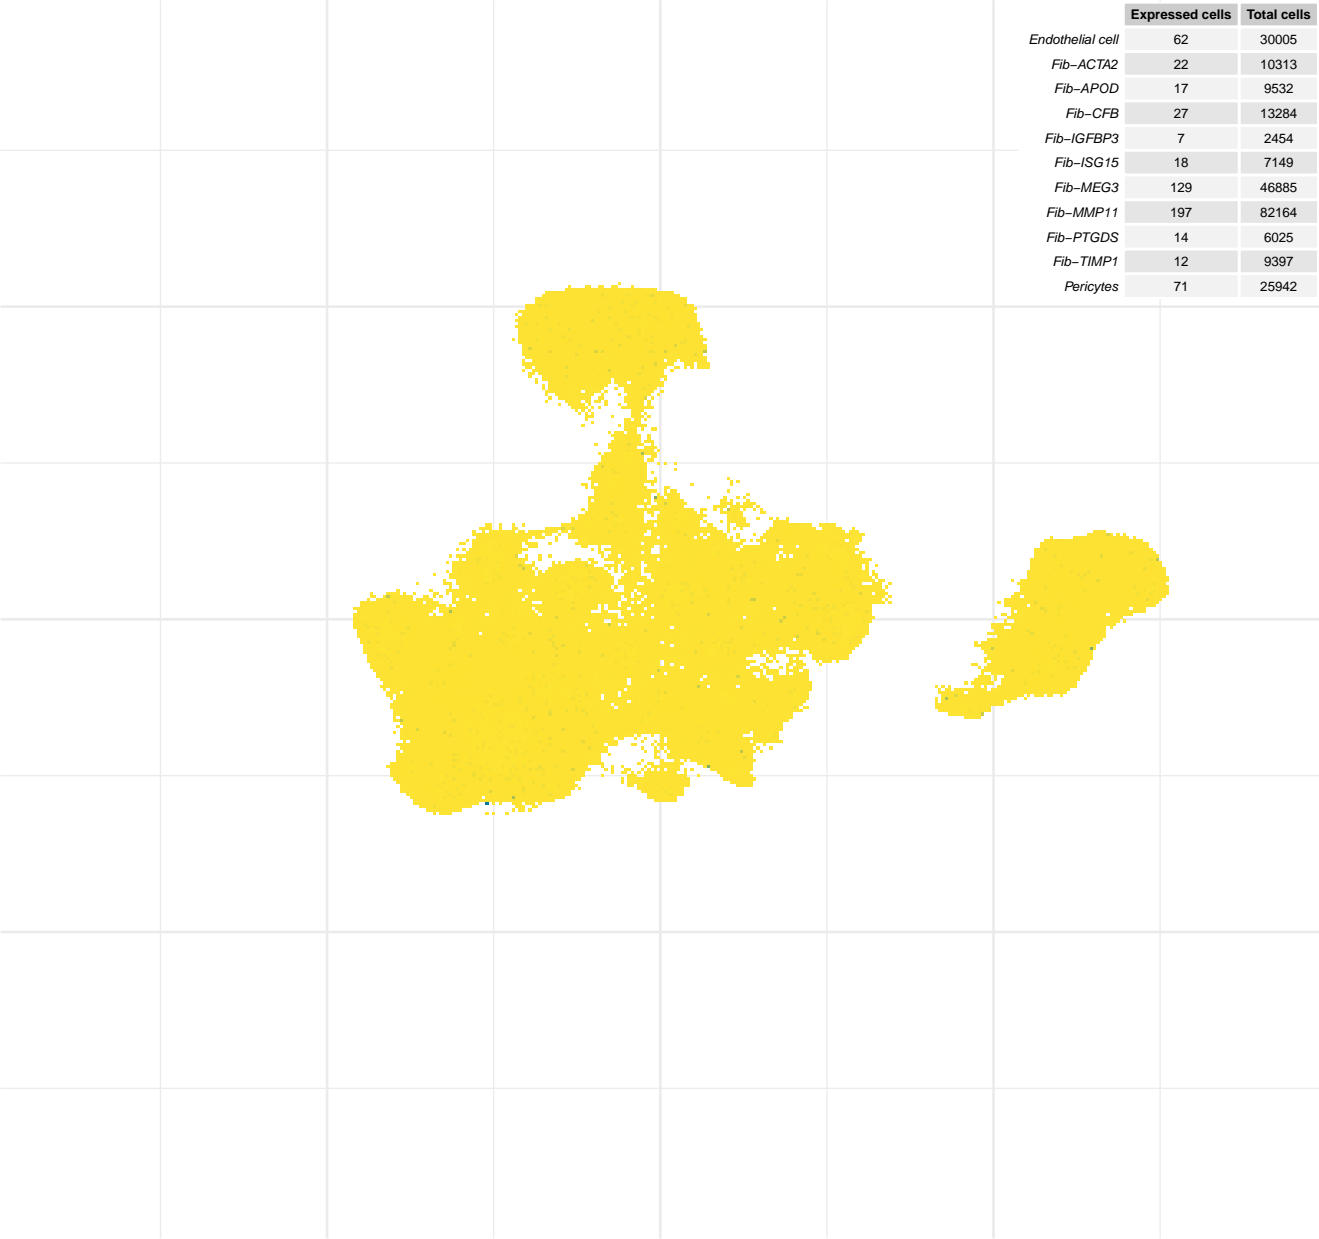 Expressed cells Total cells
Endothelial cell 62 30005
Fib−ACTA2 22 10313
Fib−APOD 17 9532
Fib−CFB 27 13284
Fib−IGFBP3 7 2454
Fib−ISG15 18 7149
Fib−MEG3 129 46885
Fib−MMP11 197 82164
Fib−PTGDS 14 6025
Fib−TIMP1 12 9397
Pericytes 71 25942